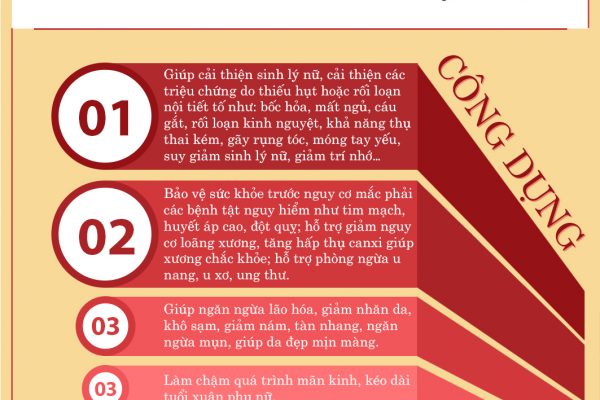 CÔNG DỤNG
01
Giúp cải thiện sinh lý nữ, cải thiện các
triệu chứng do thiếu hụt hoặc rối loạn
nội tiết tố như: bốc hỏa, mất ngủ, cáu
gắt, rối loạn kinh nguyệt, khả năng thụ
thai kém, gãy rụng tóc, móng tay yếu,
suy giảm sinh lý nữ, giảm trí nhớ...
02
Bảo vệ sức khỏe trước nguy cơ mắc phải
các bệnh tật nguy hiểm như tim mạch,
huyết áp cao, đột quỵ; hỗ trợ giảm nguy
cơ loãng xương, tăng hấp thụ canxi giúp
xương chắc khỏe; hỗ trợ phòng ngừa u
nang, u xơ, ung thư.
03
Giúp ngăn ngừa lão hóa, giảm nhăn da,
khô sạm, giảm nám, tàn nhang, ngăn
ngừa mụn, giúp da đẹp mịn màng.
03
Làm chậm quá trình mãn kinh, kéo dài
tuổi xuân phụ nữ.